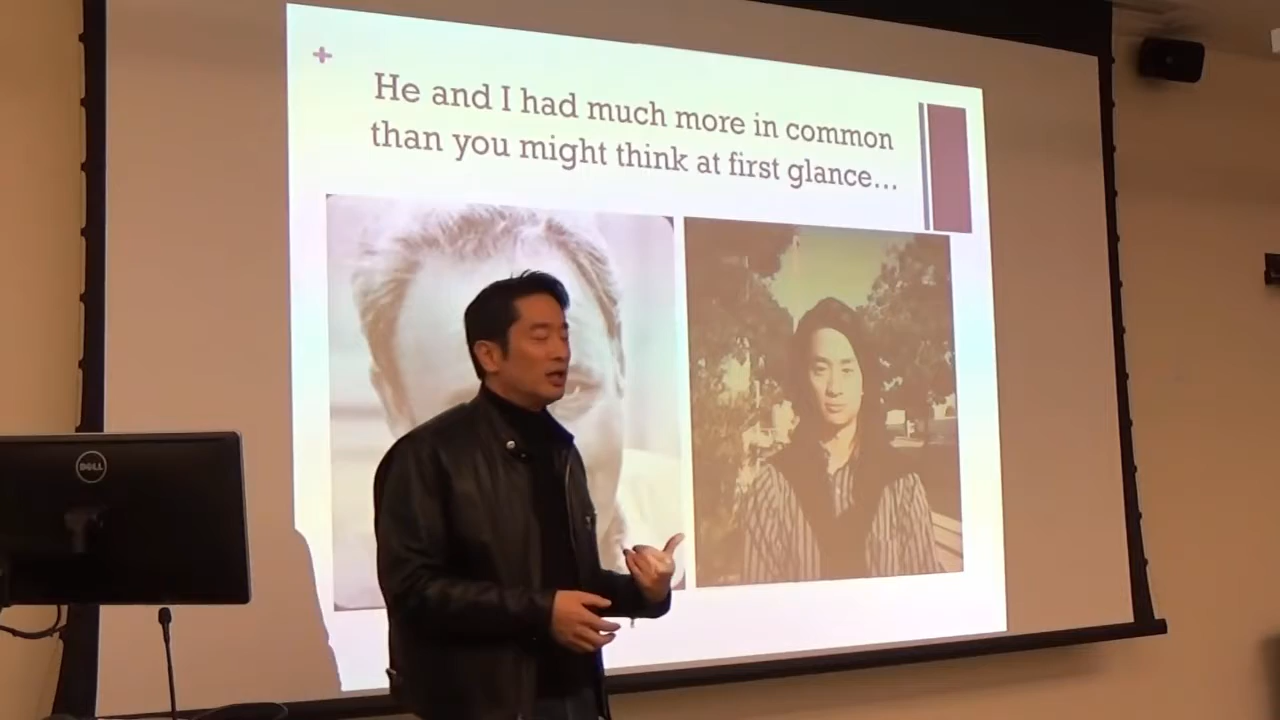 +
He and I had much more in common
than you might think at first glance...
DELL